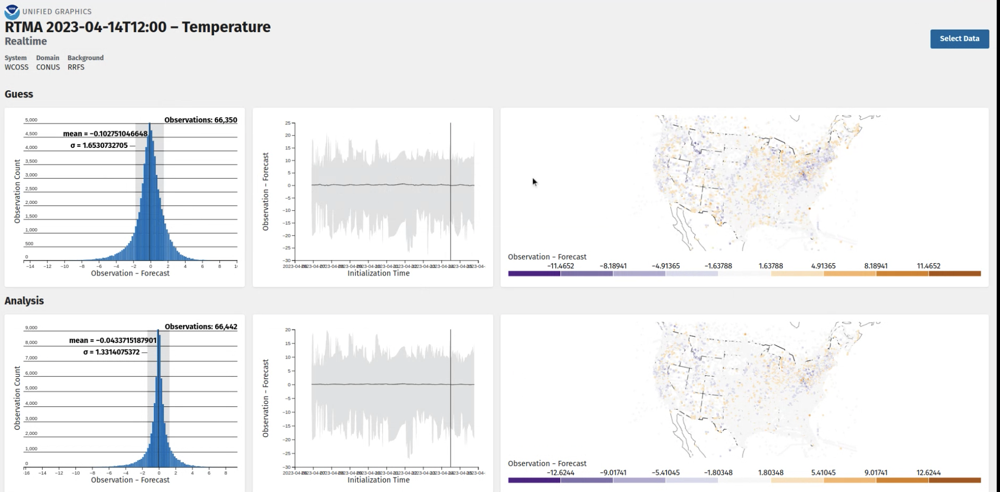 NOAA
UNIFIED GRAPHICS
RTMA 2023-04-14T12:00 – Temperature
Realtime
Select Data
System Domain Background
WCOSS CONUS RRFS
Guess
Observations: 66,350
mean = −0.102751046648
σ = 1.6530732705
5,000
4,500
4,000
3,500
3,000
2,500
2,000
1,500
1,000
500
0
Observation Count
−14 −12 −10 −8 −6 −4 −2 0 2 4 6 8
Observation − Forecast
25
20
15
10
5
0
−5
−10
−15
−20
−25
−30
Observation − Forecast
Initialization Time
Observation − Forecast
−11.4652 −8.18941 −4.91365 −1.63788 1.63788 4.91365 8.18941 11.4652
Analysis
Observations: 66,442
mean = −0.0433715187901
σ = 1.3314075372
9,000
8,000
7,000
6,000
5,000
4,000
3,000
2,000
1,000
0
Observation Count
−16 −12 −10 −8 −6 −4 −2 0 2 4 6 8
Observation − Forecast
20
15
10
5
0
−5
−10
−15
−20
−25
−30
Observation − Forecast
Initialization Time
Observation − Forecast
−12.6244 −9.01741 −5.41045 −1.80348 1.80348 5.41045 9.01741 12.6244